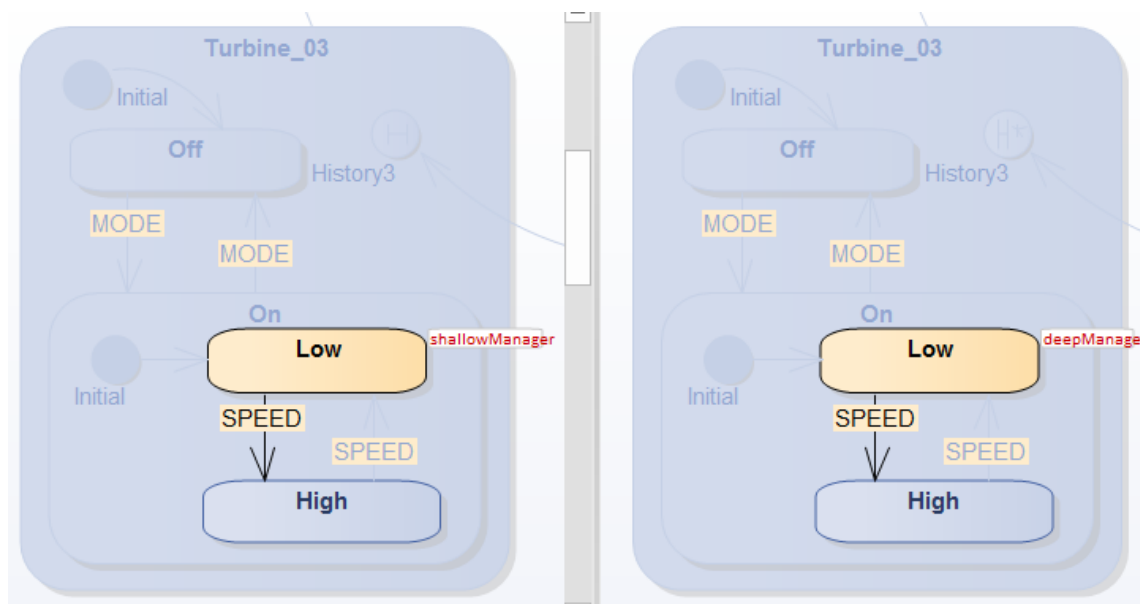 Turbine_03
Initial
Off
H
History3
MODE
MODE
On
Low
shallowManager
Initial
SPEED
SPEED
High
Turbine_03
Initial
Off
H*
History3
MODE
MODE
On
Low
deepManage
Initial
SPEED
SPEED
High